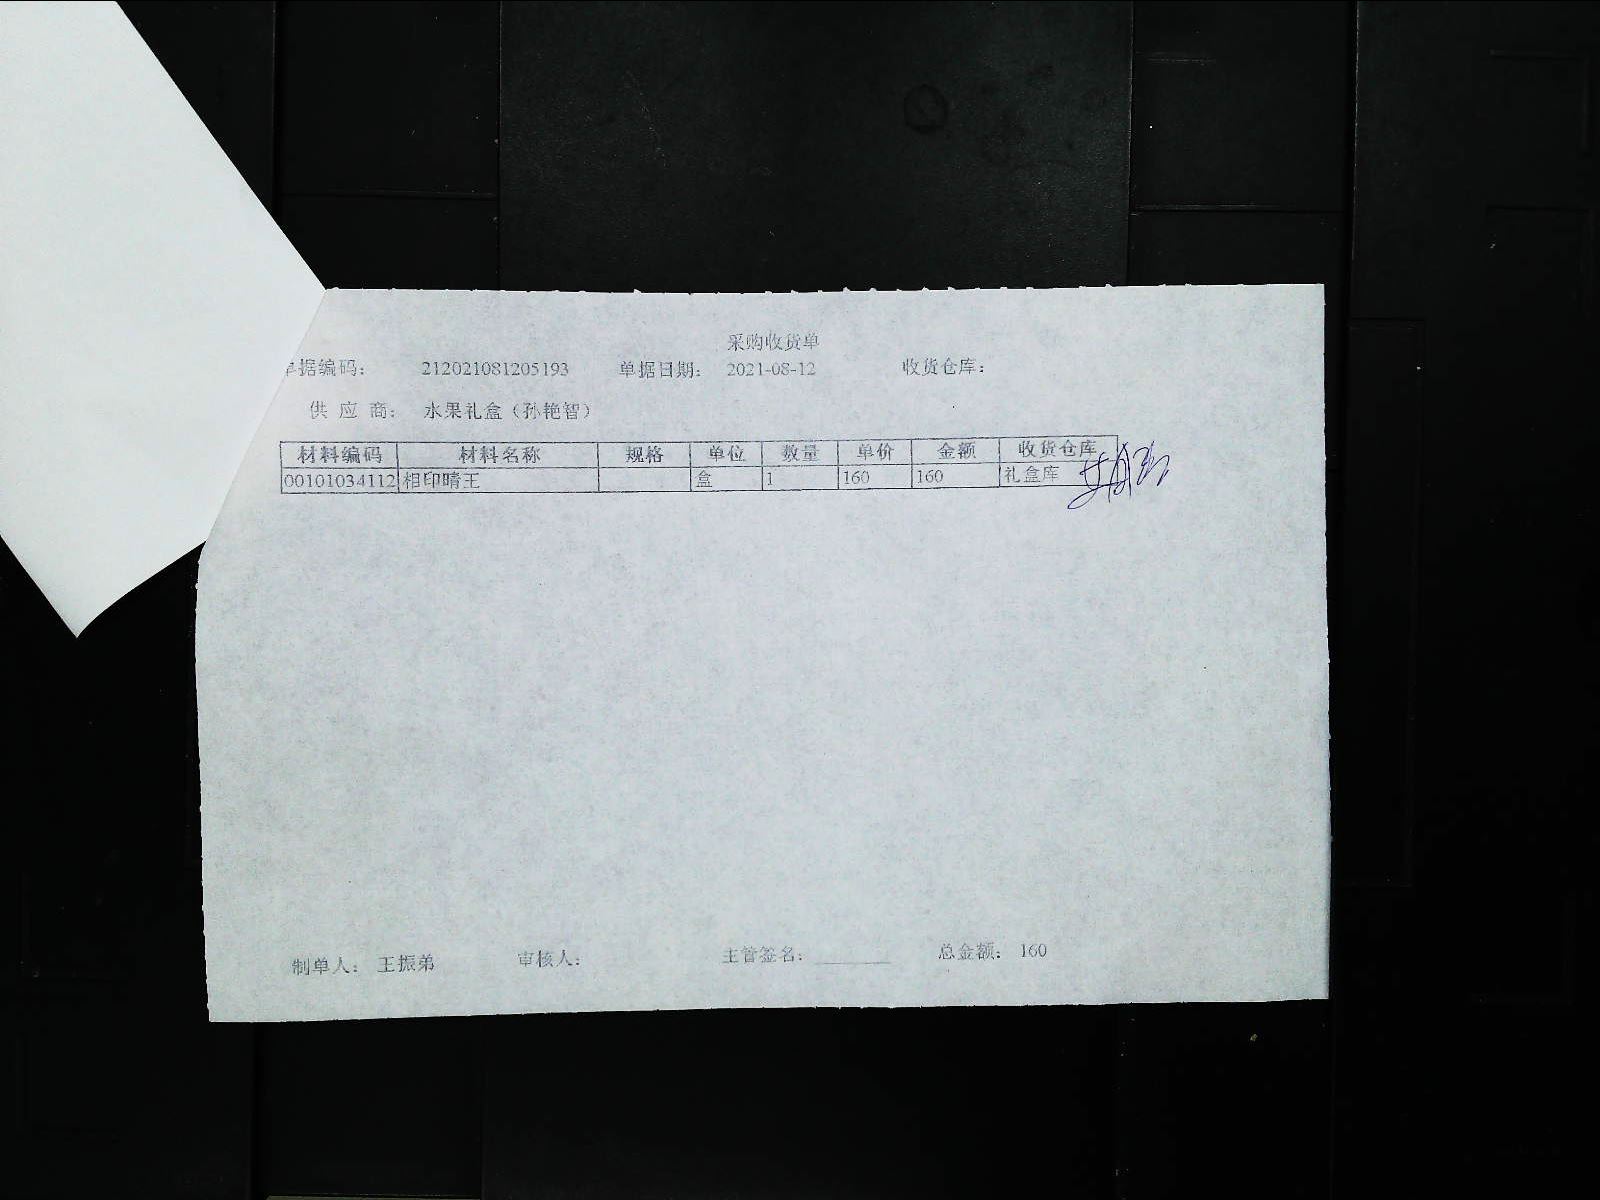 采购收货单
单据编码： 212021081205193 单据日期： 2021-08-12 收货仓库：
供 应 商： 水果礼盒（孙艳智）
材料编码 材料名称 规格 单位 数量 单价 金额 收货仓库
00101034112 相印晴王 盒 1 160 160 礼盒库
制单人： 王振弟 审核人： 主管签名：________ 总金额： 160